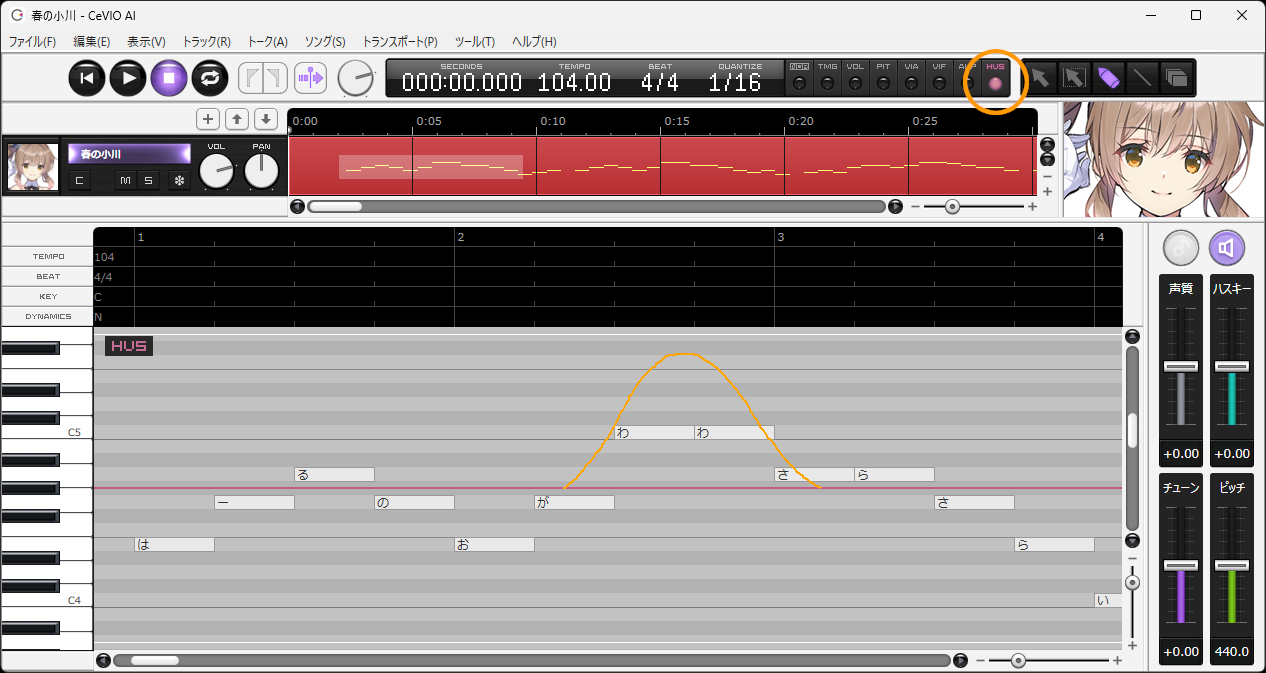 春の小川 - CeVIO AI
ファイル(F) 編集(E) 表示(V) トラック(R) トーク(A) ソング(S) トランスポート(P) ツール(T) ヘルプ(H)
SECONDS TEMPO BEAT QUANTIZE NOR TMG VOL PIT VIA VIF HUS
000:00.000 104.00 4/4 1/16
0:00 0:05 0:10 0:15 0:20 0:25
春の小川 VOL PAN
C M S
1 2 3 4
TEMPO 104
BEAT 4/4
KEY C
DYNAMICS N
声質 ハスキー
HUS
C5
わ わ
+0.00 +0.00
る さ ら
チューン ピッチ
ー の が さ
は お ら
C4
い
+0.00 440.0